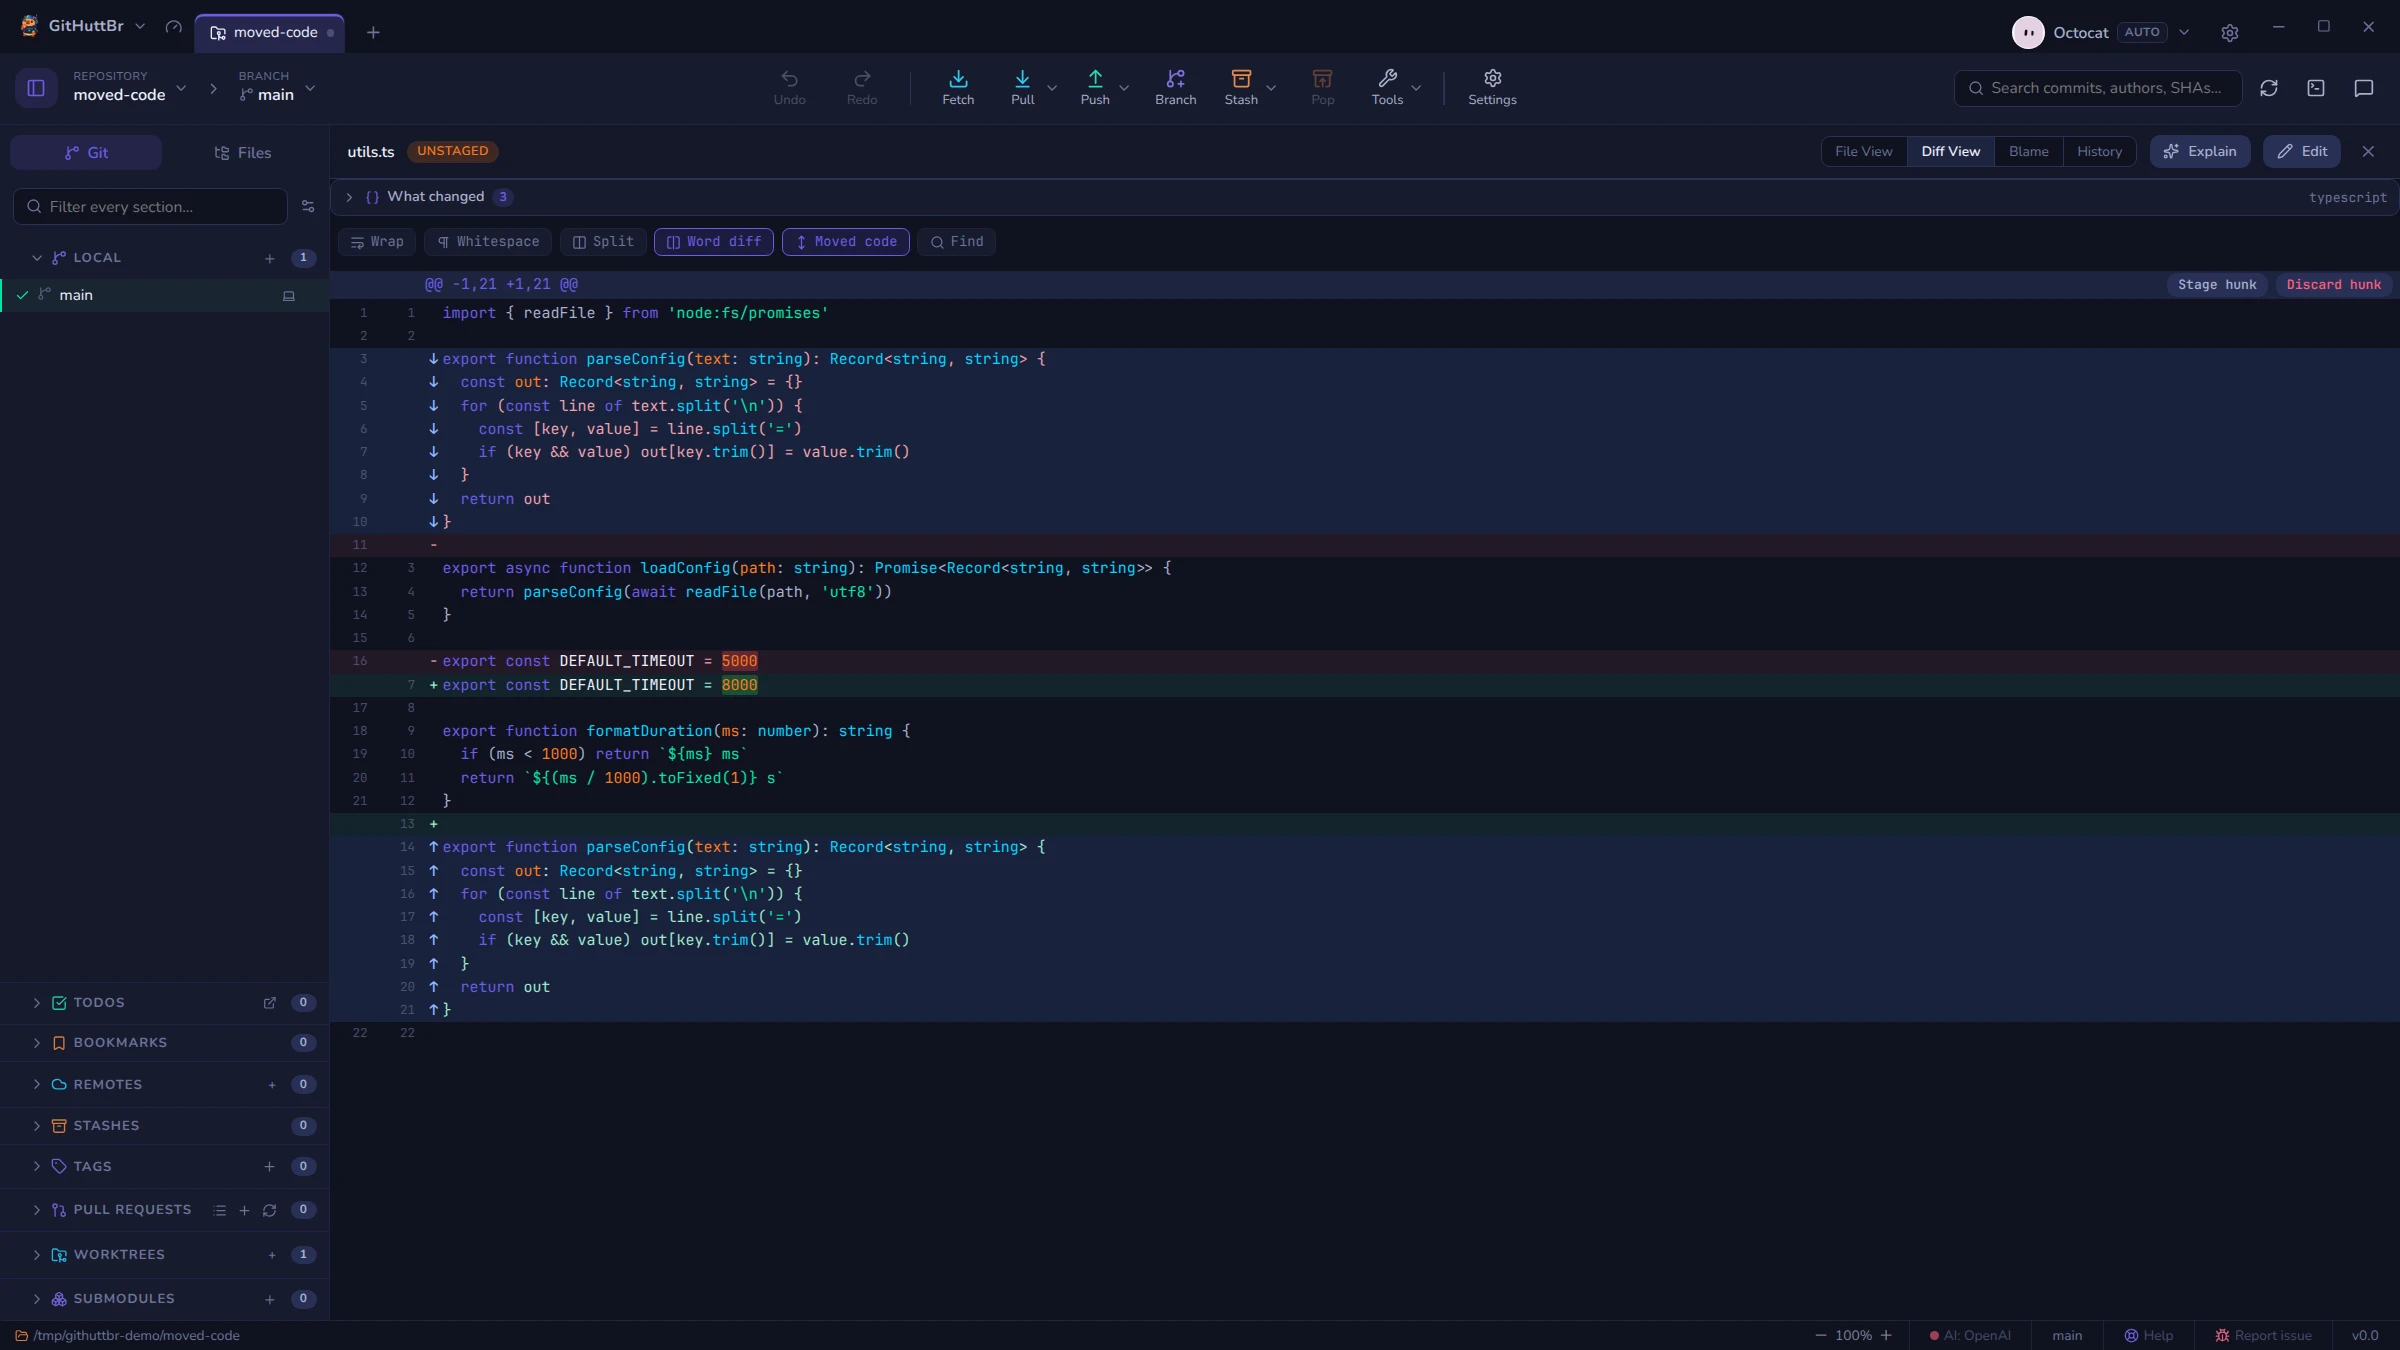 GitHuttBr
moved-code
Octocat AUTO
REPOSITORY
moved-code
BRANCH
main
Undo Redo Fetch Pull Push Branch Stash Pop Tools Settings
Search commits, authors, SHAs...
Git Files
Filter every section...
LOCAL 1
main
TODOS 0
BOOKMARKS 0
REMOTES 0
STASHES 0
TAGS 0
PULL REQUESTS 0
WORKTREES 1
SUBMODULES 0
utils.ts UNSTAGED
File View Diff View Blame History Explain Edit
{} What changed 3 typescript
Wrap Whitespace Split Word diff Moved code Find
@@ -1,21 +1,21 @@ Stage hunk Discard hunk
1 1 import { readFile } from 'node:fs/promises'
2 2
3 ↓export function parseConfig(text: string): Record<string, string> {
4 ↓ const out: Record<string, string> = {}
5 ↓ for (const line of text.split('\n')) {
6 ↓ const [key, value] = line.split('=')
7 ↓ if (key && value) out[key.trim()] = value.trim()
8 ↓ }
9 ↓ return out
10 ↓}
11 -
12 3 export async function loadConfig(path: string): Promise<Record<string, string>> {
13 4 return parseConfig(await readFile(path, 'utf8'))
14 5 }
15 6
16 -export const DEFAULT_TIMEOUT = 5000
7 +export const DEFAULT_TIMEOUT = 8000
17 8
18 9 export function formatDuration(ms: number): string {
19 10 if (ms < 1000) return `${ms} ms`
20 11 return `${(ms / 1000).toFixed(1)} s`
21 12 }
13 +
14 ↑export function parseConfig(text: string): Record<string, string> {
15 ↑ const out: Record<string, string> = {}
16 ↑ for (const line of text.split('\n')) {
17 ↑ const [key, value] = line.split('=')
18 ↑ if (key && value) out[key.trim()] = value.trim()
19 ↑ }
20 ↑ return out
21 ↑}
22 22
/tmp/githuttbr-demo/moved-code
100% AI: OpenAI main Help Report issue v0.0